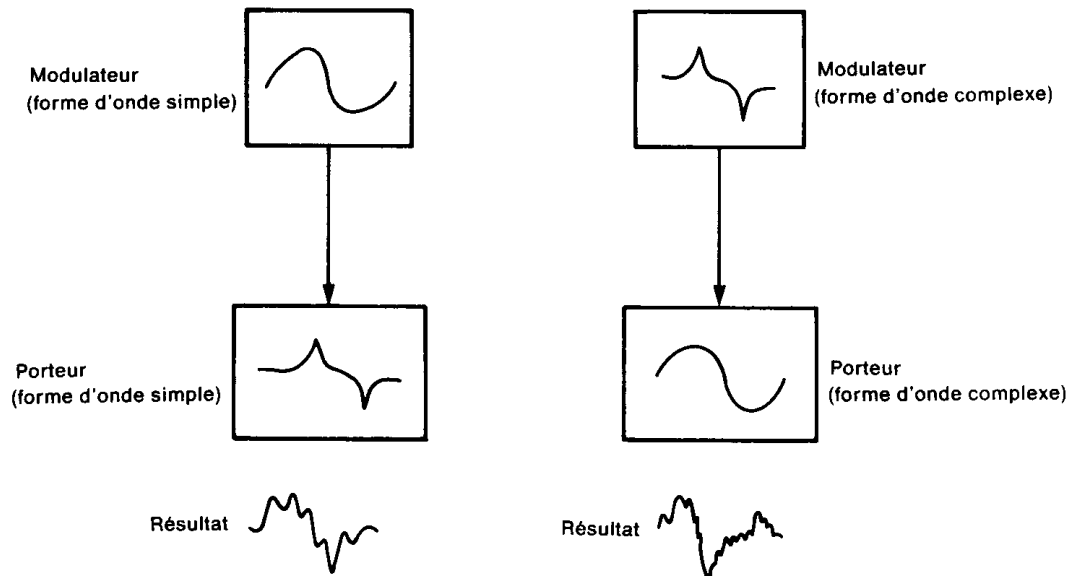 Modulateur
(forme d'onde simple)
Modulateur
(forme d'onde complexe)
Porteur
(forme d'onde simple)
Porteur
(forme d'onde complexe)
Résultat
Résultat